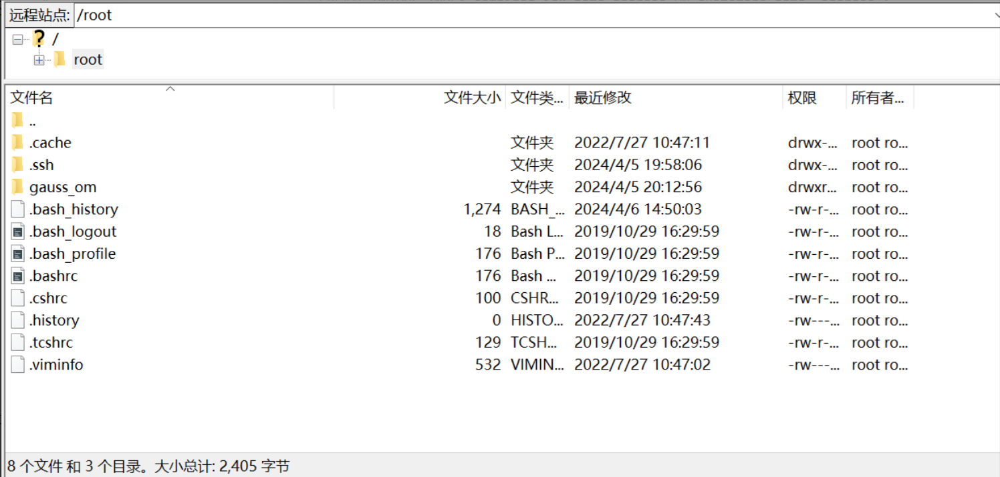 远程站点: /root
/
root
文件名 文件大小 文件类... 最近修改 权限 所有者...
..
.cache 文件夹 2022/7/27 10:47:11 drwx-... root ro...
.ssh 文件夹 2024/4/5 19:58:06 drwx-... root ro...
gauss_om 文件夹 2024/4/5 20:12:56 drwxr... root ro...
.bash_history 1,274 BASH_... 2024/4/6 14:50:03 -rw-r-... root ro...
.bash_logout 18 Bash L... 2019/10/29 16:29:59 -rw-r-... root ro...
.bash_profile 176 Bash P... 2019/10/29 16:29:59 -rw-r-... root ro...
.bashrc 176 Bash ... 2019/10/29 16:29:59 -rw-r-... root ro...
.cshrc 100 CSHR... 2019/10/29 16:29:59 -rw-r-... root ro...
.history 0 HISTO... 2022/7/27 10:47:43 -rw---... root ro...
.tcshrc 129 TCSH... 2019/10/29 16:29:59 -rw-r-... root ro...
.viminfo 532 VIMIN... 2022/7/27 10:47:02 -rw---... root ro...
8 个文件 和 3 个目录。大小总计: 2,405 字节